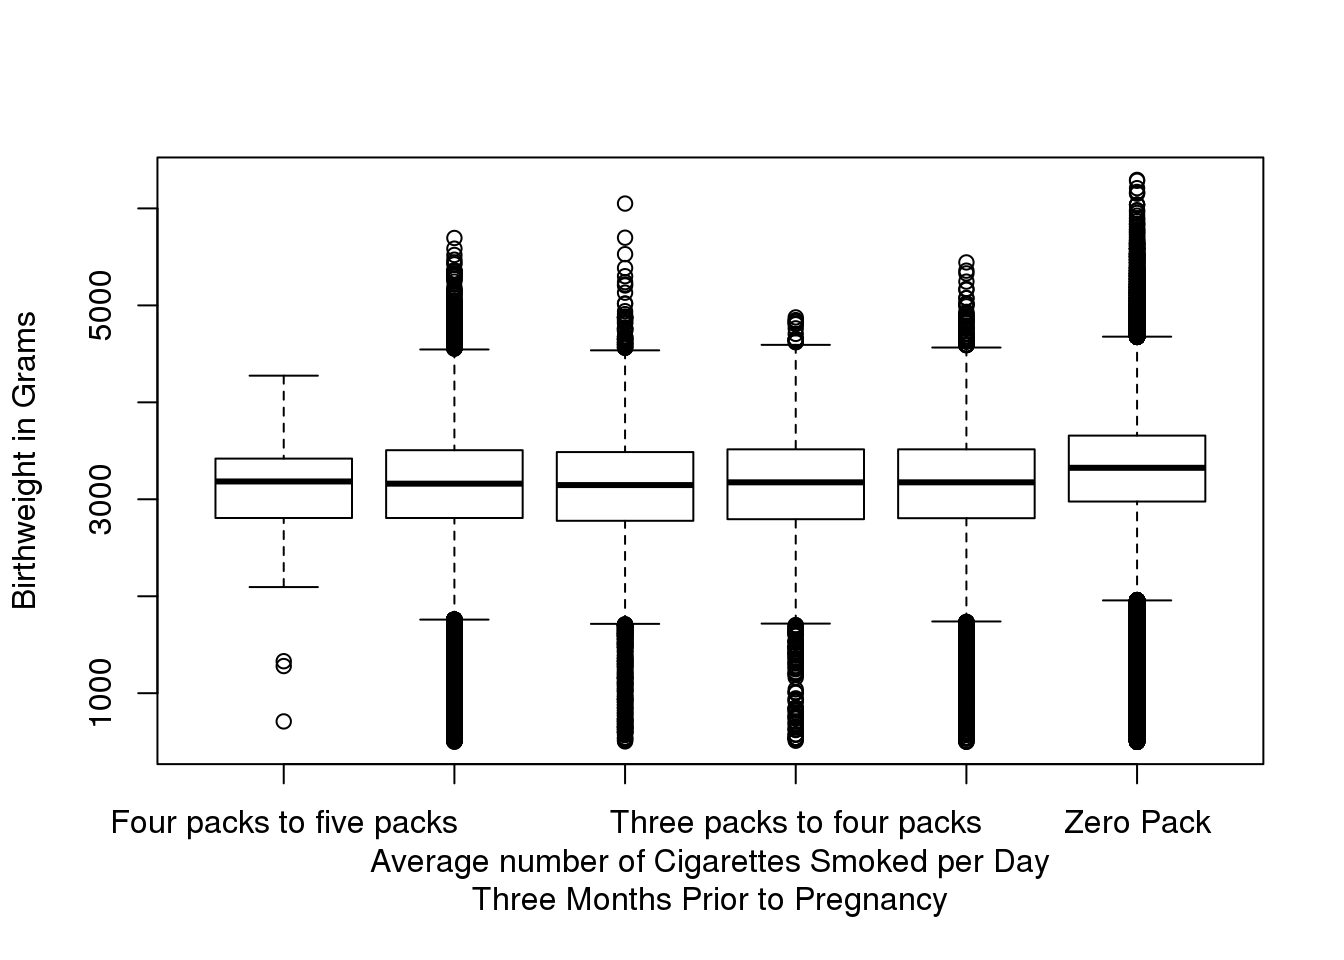 Birthweight in Grams
5000
3000
1000
Four packs to five packs
Three packs to four packs
Zero Pack
Average number of Cigarettes Smoked per Day
Three Months Prior to Pregnancy